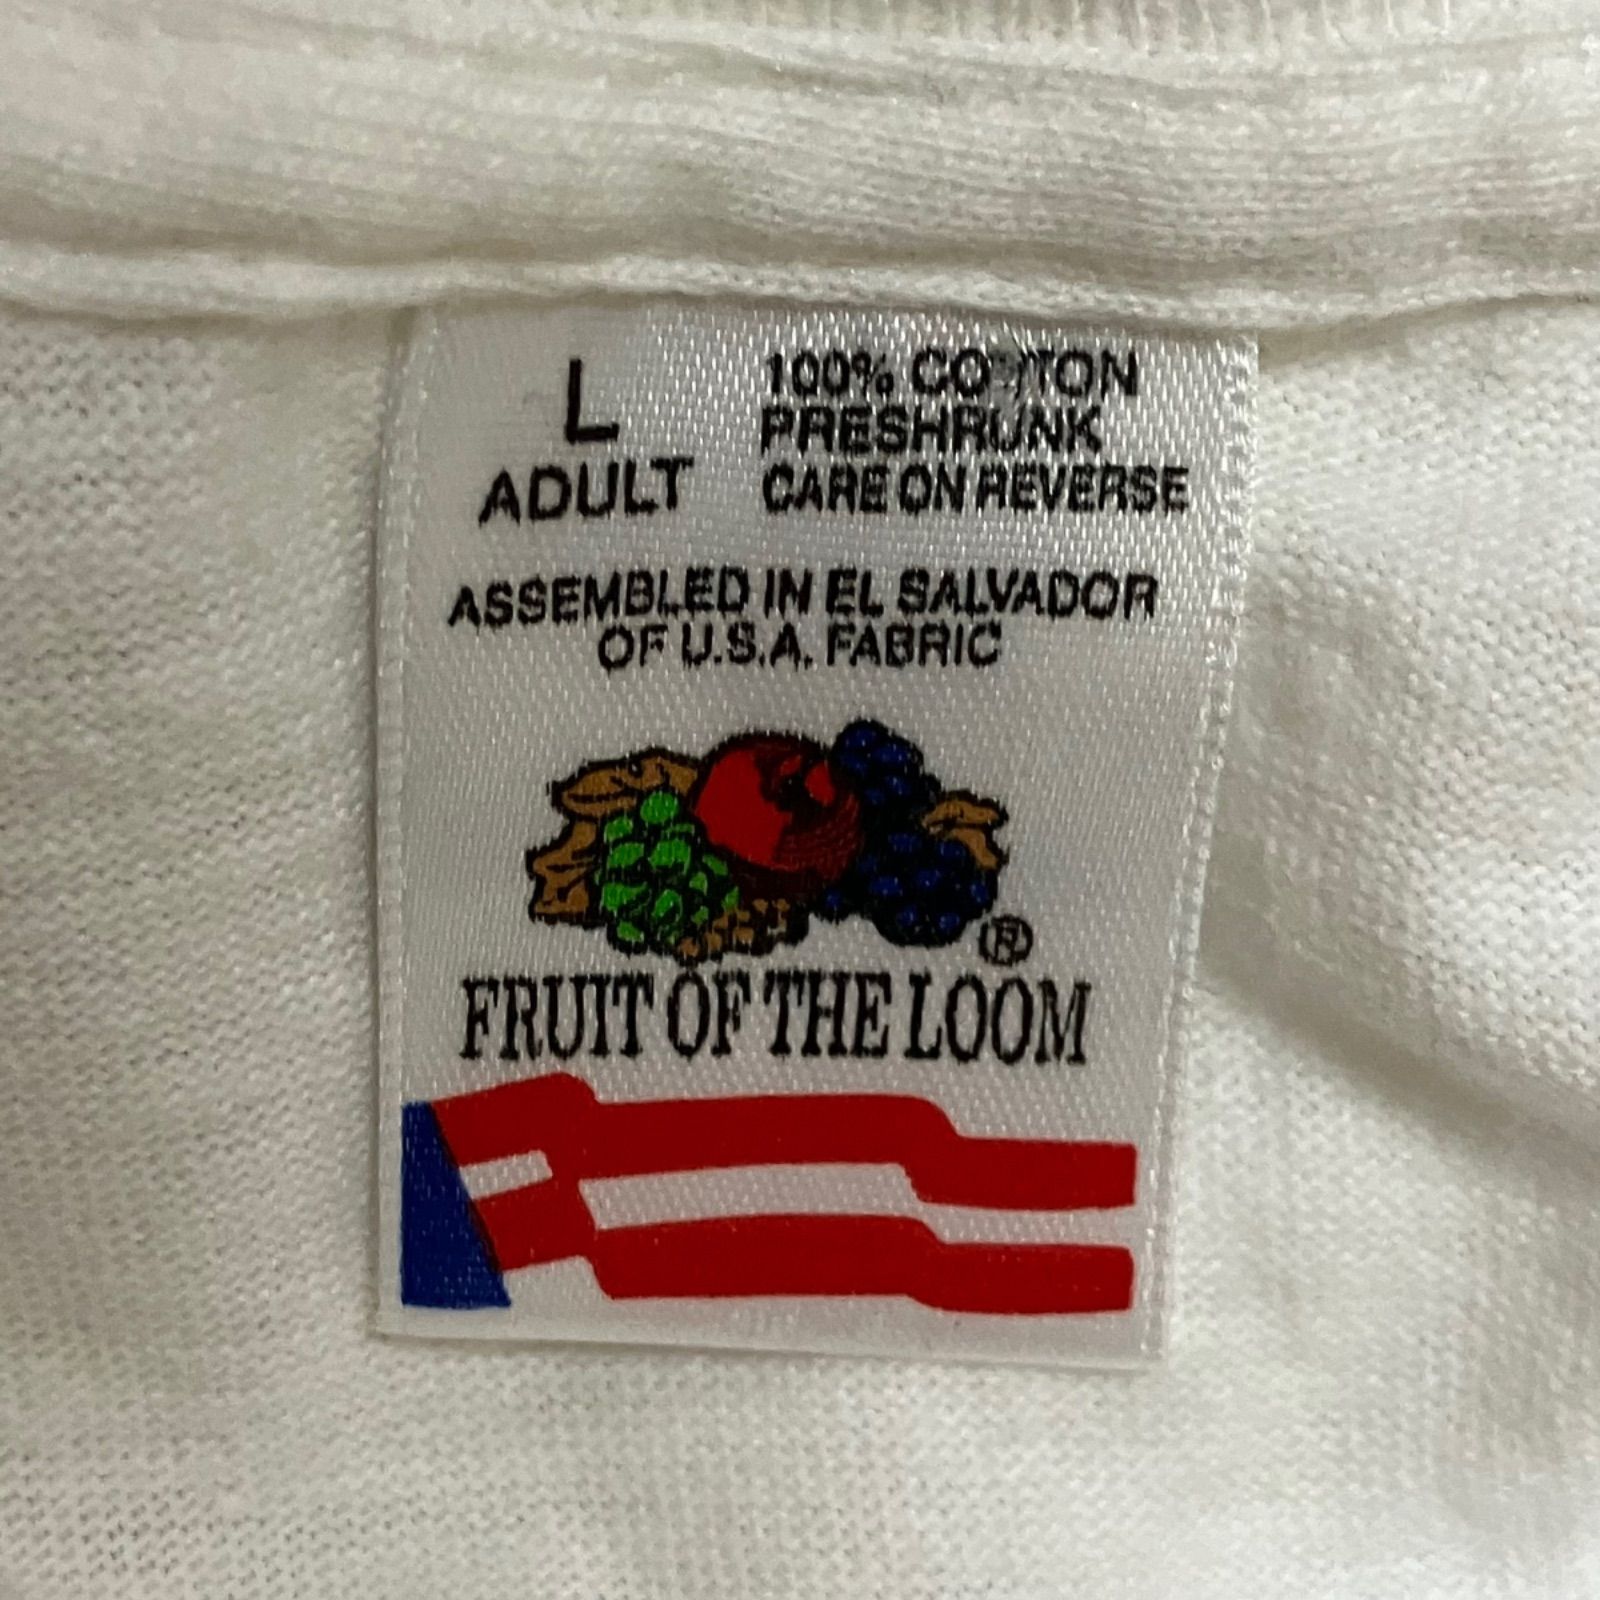 L
ADULT
100% COTTON
PRESHRUNK
CARE ON REVERSE
ASSEMBLED IN EL SALVADOR
OF U.S.A. FABRIC
®
FRUIT OF THE LOOM